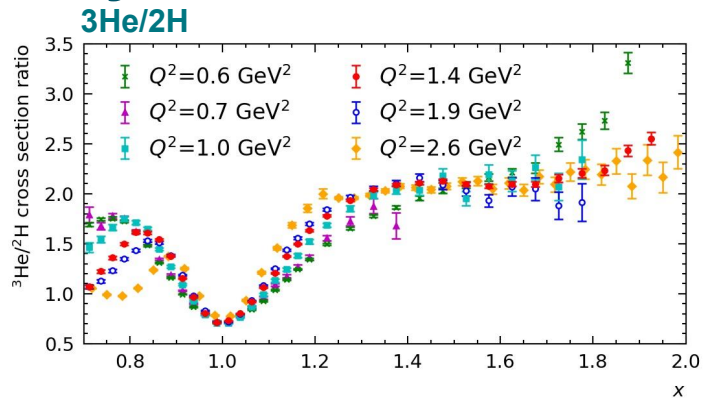 3He/2H
3.5
3.0
2.5
2.0
1.5
1.0
0.5
³He/²H cross section ratio
Q²=0.6 GeV²
Q²=0.7 GeV²
Q²=1.0 GeV²
Q²=1.4 GeV²
Q²=1.9 GeV²
Q²=2.6 GeV²
0.8 1.0 1.2 1.4 1.6 1.8 2.0
x